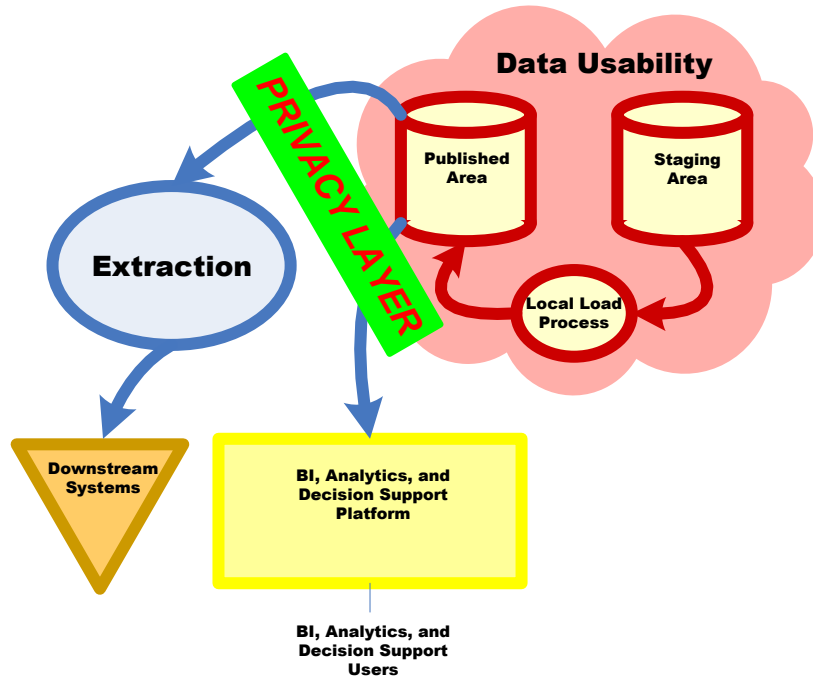 Data Usability
PRIVACY LAYER
Published
Area
Staging
Area
Extraction
Local Load
Process
Downstream
Systems
BI, Analytics, and
Decision Support
Platform
BI, Analytics, and
Decision Support
Users